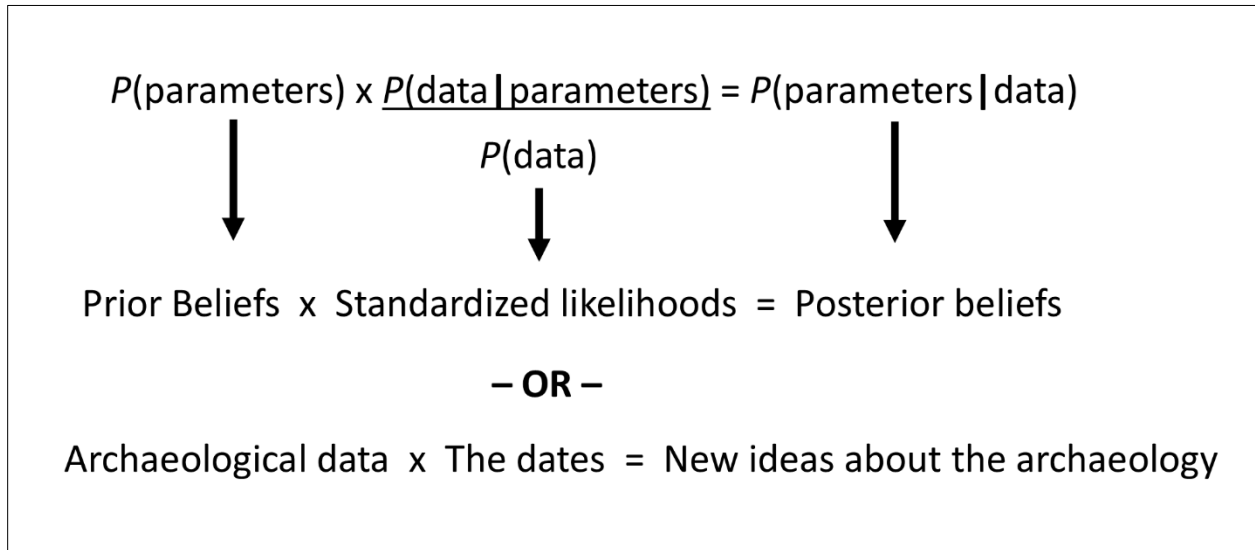 P(parameters) x P(data|parameters) = P(parameters|data)
P(data)
Prior Beliefs x Standardized likelihoods = Posterior beliefs
– OR –
Archaeological data x The dates = New ideas about the archaeology